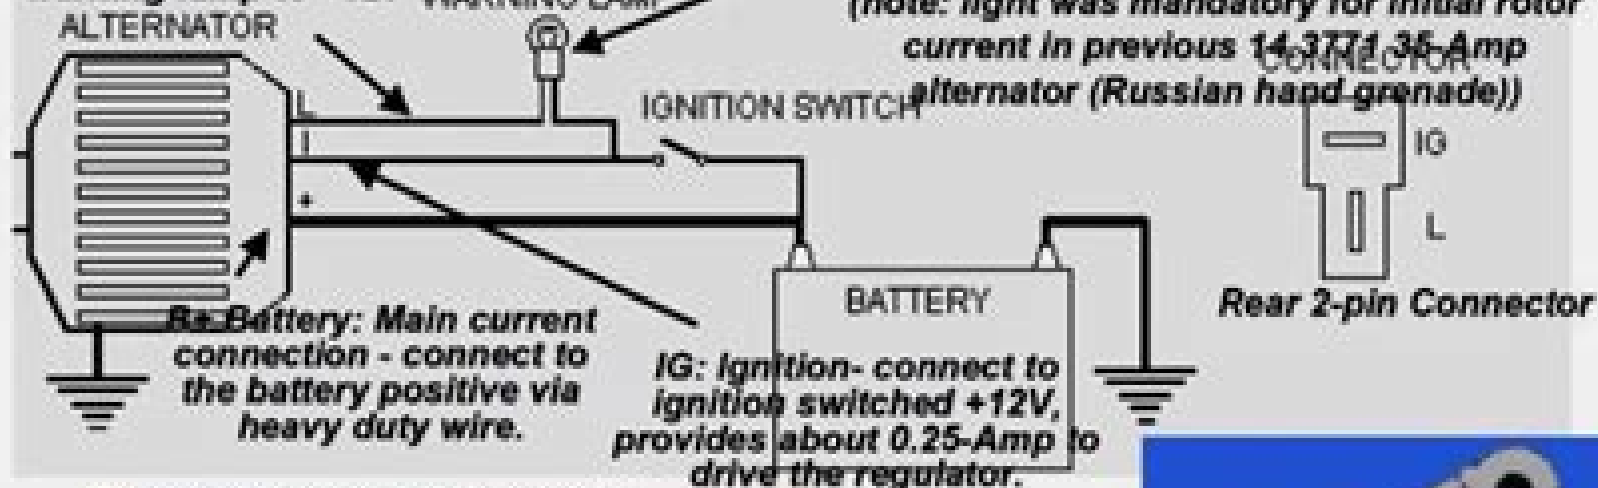 WARNING LAMP
(note: light was mandatory for initial rotor
ALTERNATOR
current in previous 14.3771 35-Amp
CONNECTOR
alternator (Russian hand grenade))
L
IGNITION SWITCH
I
IG
+
L
BATTERY
Rear 2-pin Connector
B+ Battery: Main current
connection - connect to
the battery positive via
heavy duty wire.
IG: Ignition- connect to
ignition switched +12V,
provides about 0.25-Amp to
drive the regulator.